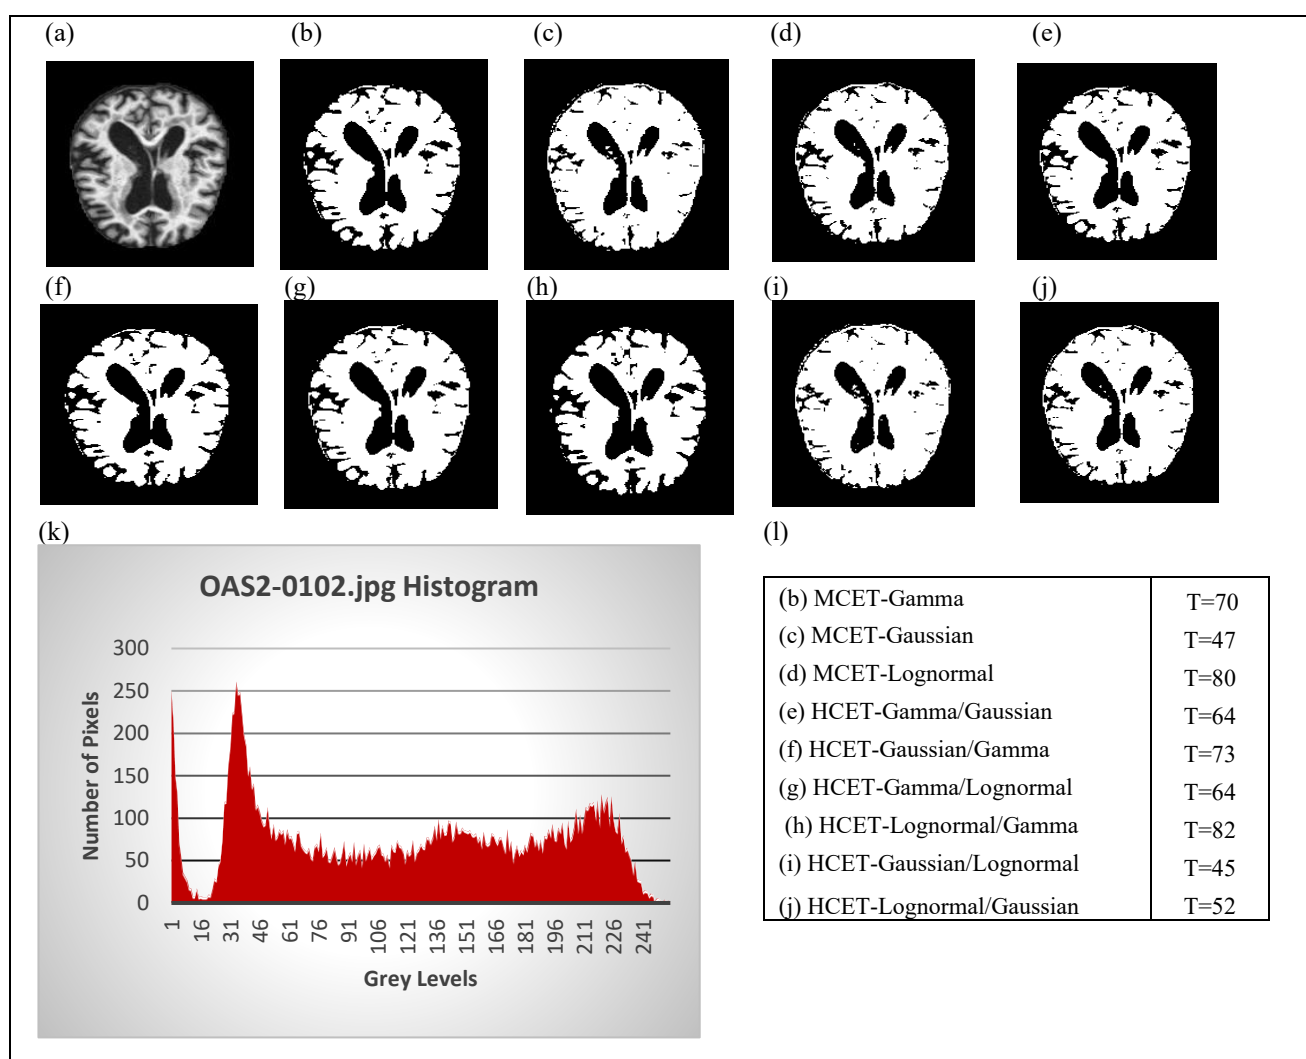 (a) (b) (c) (d) (e)
(f) (g) (h) (i) (j)
(k) (l)
OAS2-0102.jpg Histogram
300
250
200
150
100
50
0
Number of Pixels
1 16 31 46 61 76 91 106 121 136 151 166 181 196 211 226 241
Grey Levels
(b) MCET-Gamma T=70
(c) MCET-Gaussian T=47
(d) MCET-Lognormal T=80
(e) HCET-Gamma/Gaussian T=64
(f) HCET-Gaussian/Gamma T=73
(g) HCET-Gamma/Lognormal T=64
(h) HCET-Lognormal/Gamma T=82
(i) HCET-Gaussian/Lognormal T=45
(j) HCET-Lognormal/Gaussian T=52